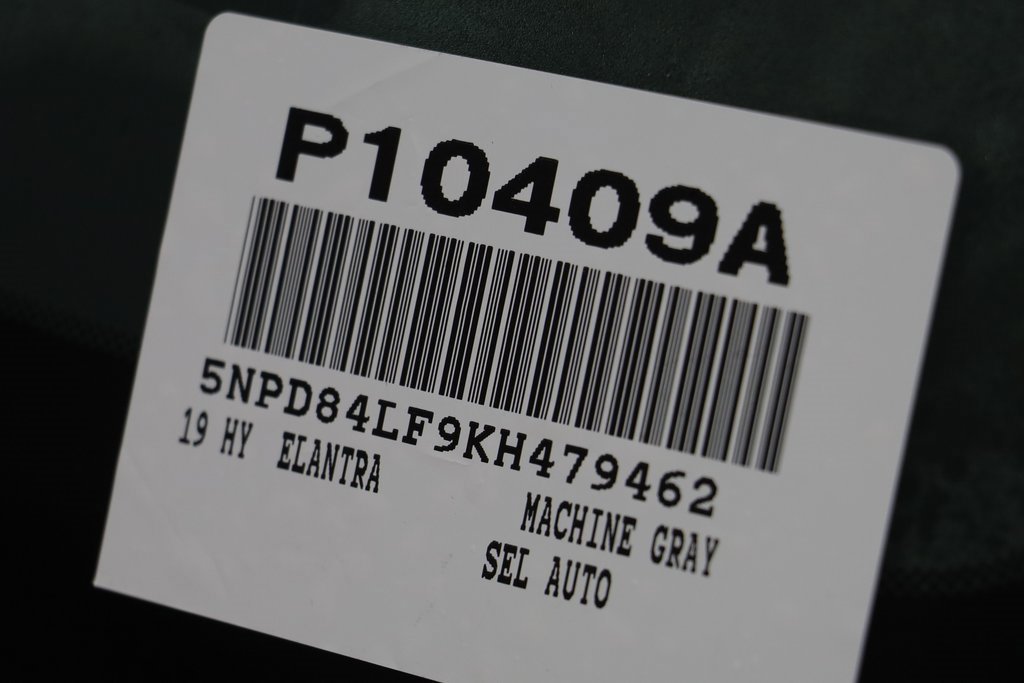 P10409A
5NPD84LF9KH479462
19 HY ELANTRA
MACHINE GRAY
SEL AUTO